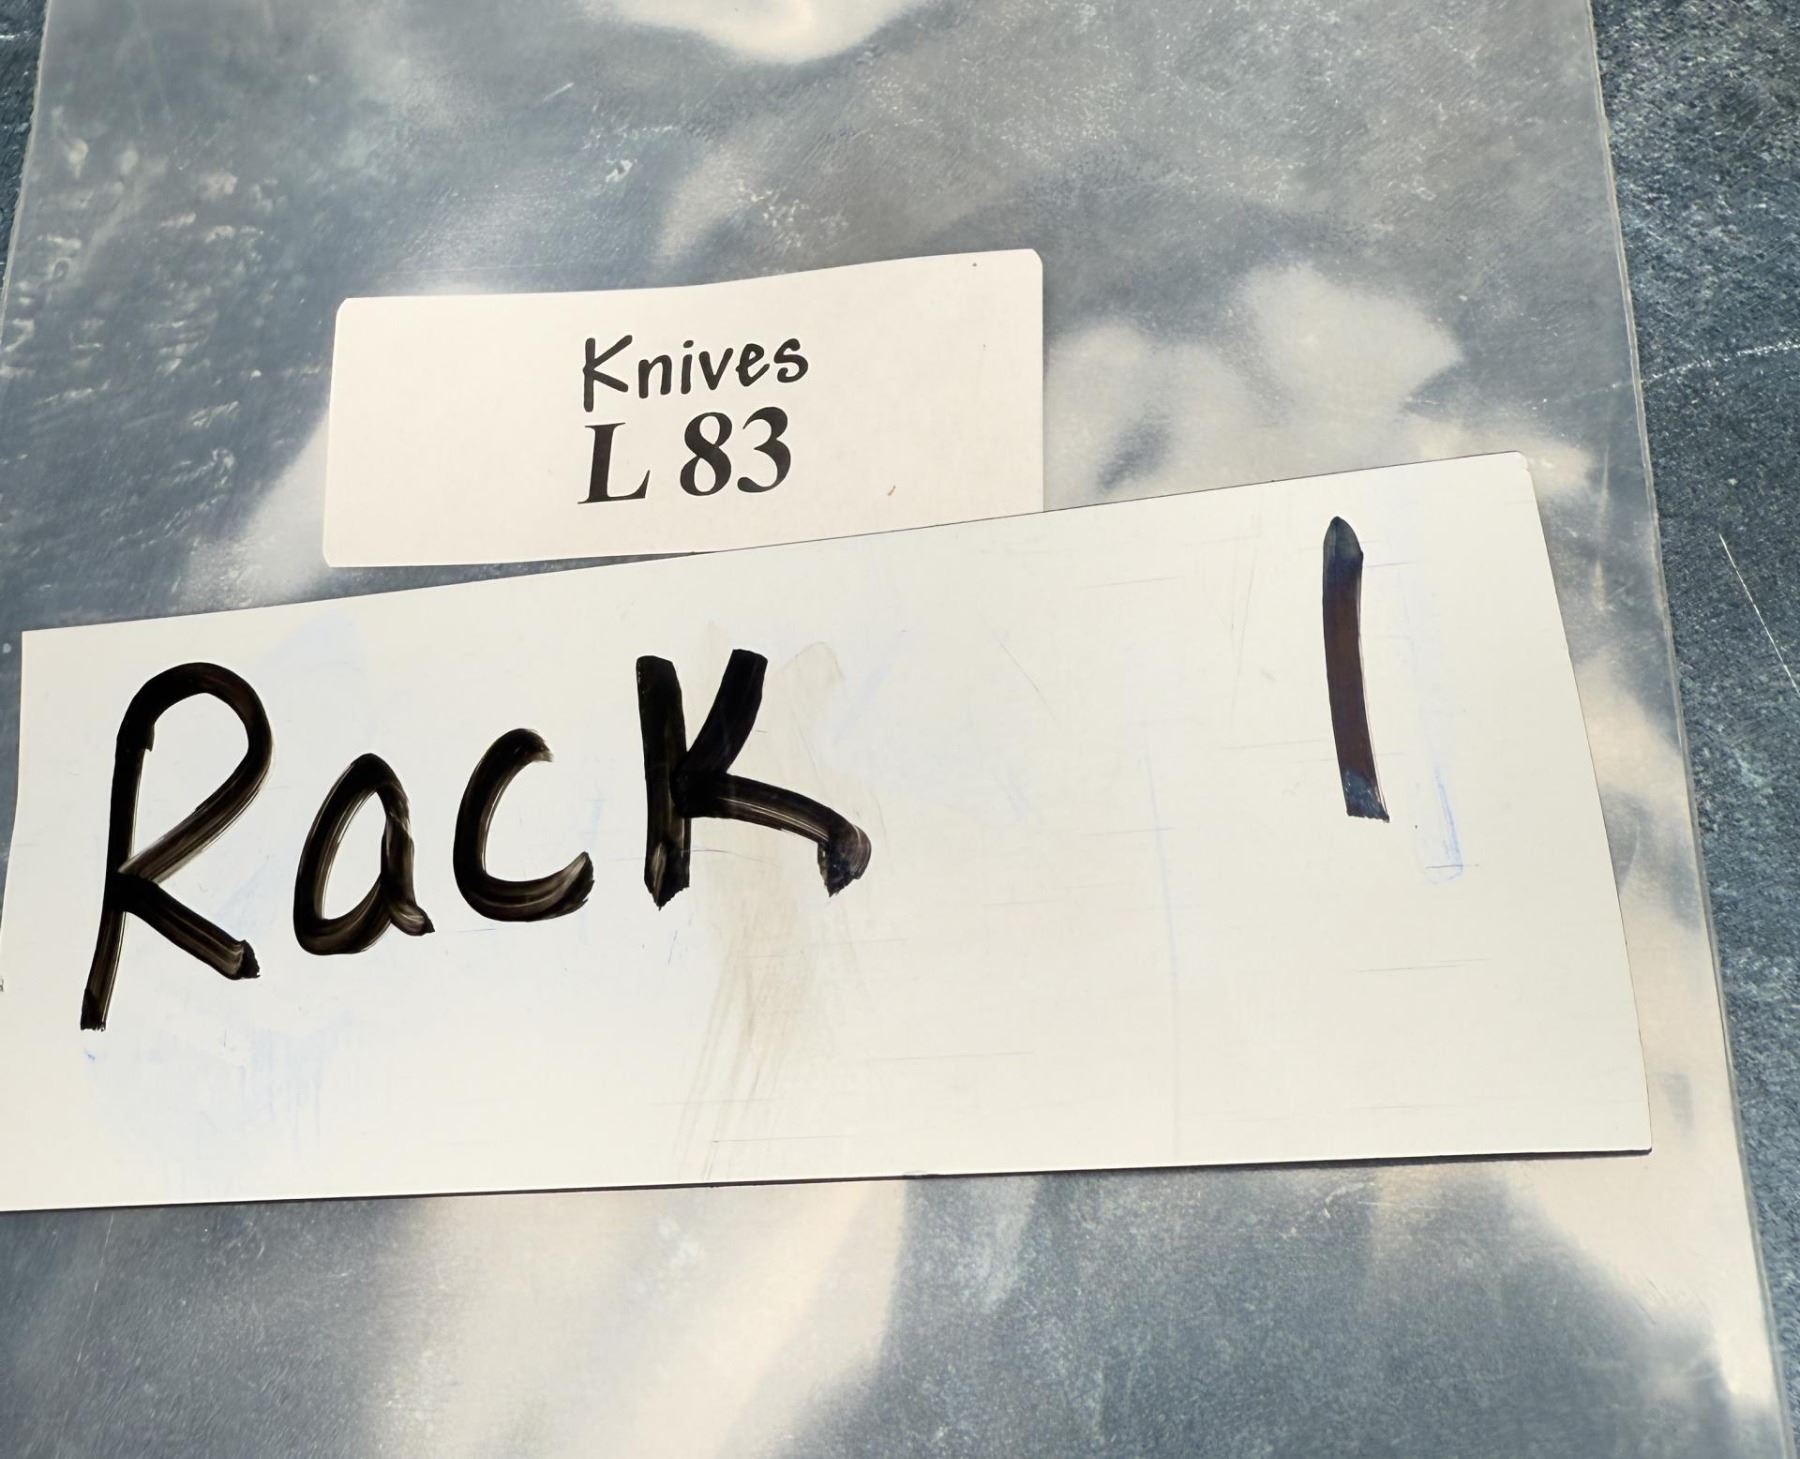 Knives
L 83
Rack 1